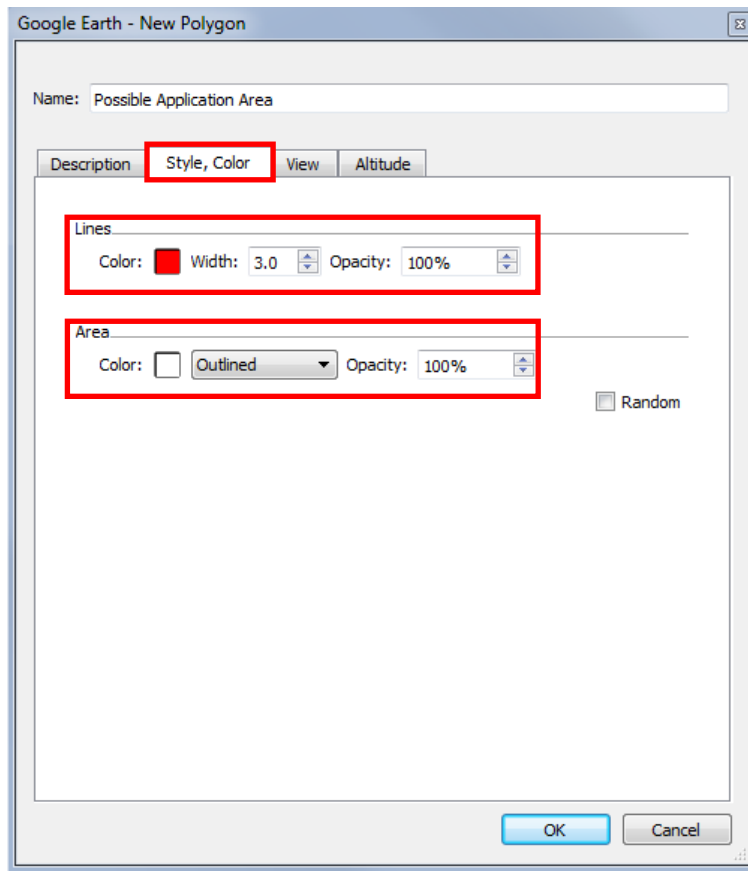 Google Earth - New Polygon
Name: Possible Application Area
Description Style, Color View Altitude
Lines
Color: Width: 3.0 Opacity: 100%
Area
Color: Outlined Opacity: 100%
Random
OK Cancel